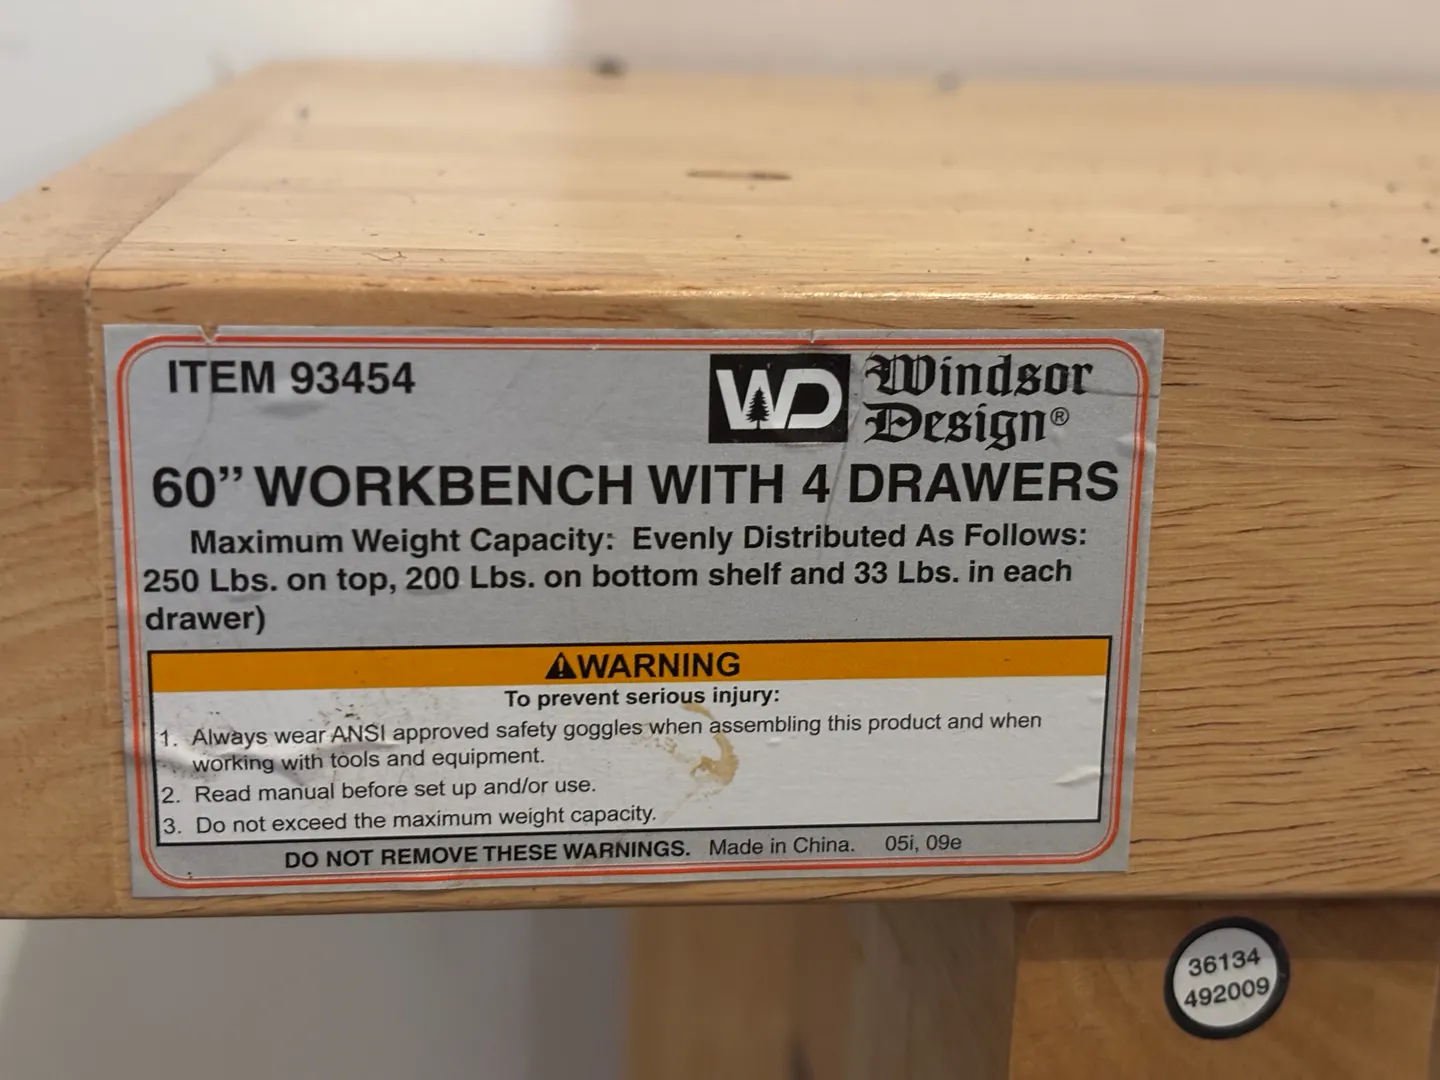 ITEM 93454
WD Windsor
Design®
60” WORKBENCH WITH 4 DRAWERS
Maximum Weight Capacity: Evenly Distributed As Follows:
250 Lbs. on top, 200 Lbs. on bottom shelf and 33 Lbs. in each
drawer)
⚠WARNING
To prevent serious injury:
1. Always wear ANSI approved safety goggles when assembling this product and when
working with tools and equipment.
2. Read manual before set up and/or use.
3. Do not exceed the maximum weight capacity.
DO NOT REMOVE THESE WARNINGS. Made in China. 05i, 09e
36134
492009